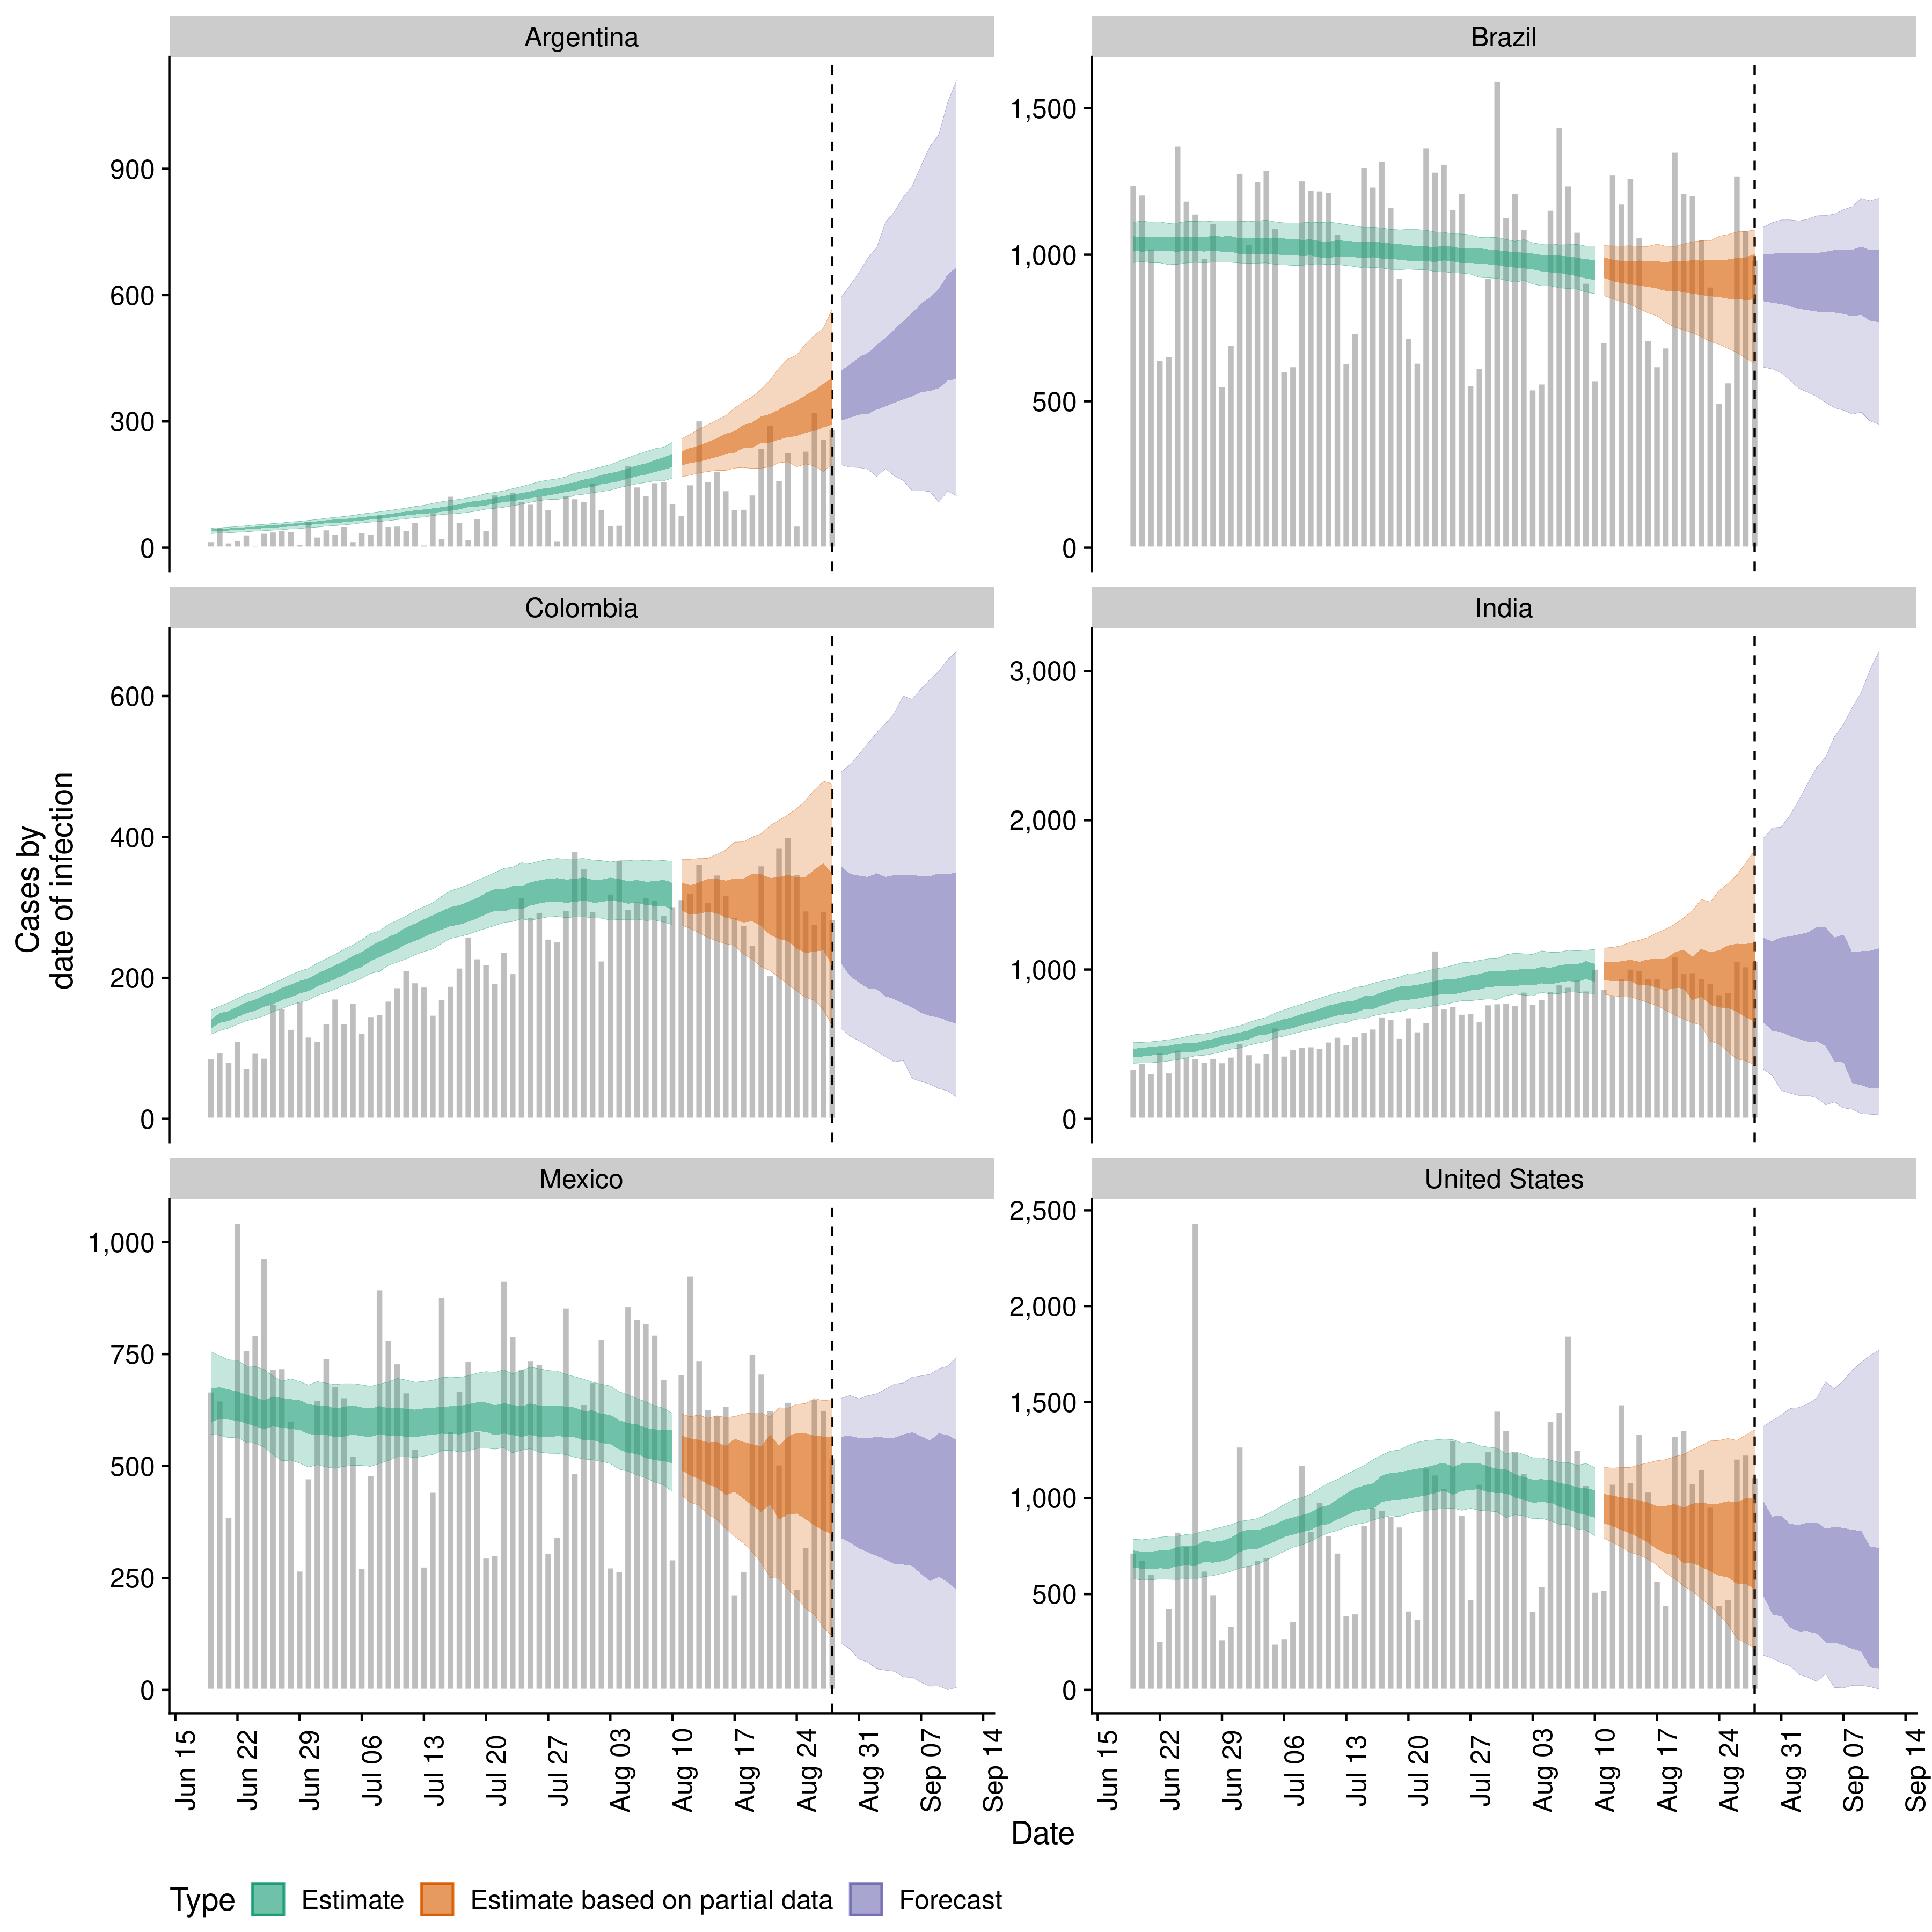 Argentina
Brazil
900
600
300
0
1,500
1,000
500
0
Colombia
India
600
400
200
0
3,000
2,000
1,000
0
Cases by
date of infection
Mexico
United States
1,000
750
500
250
0
2,500
2,000
1,500
1,000
500
0
Jun 15
Jun 22
Jun 29
Jul 06
Jul 13
Jul 20
Jul 27
Aug 03
Aug 10
Aug 17
Aug 24
Aug 31
Sep 07
Sep 14
Jun 15
Jun 22
Jun 29
Jul 06
Jul 13
Jul 20
Jul 27
Aug 03
Aug 10
Aug 17
Aug 24
Aug 31
Sep 07
Sep 14
Date
Type Estimate Estimate based on partial data Forecast